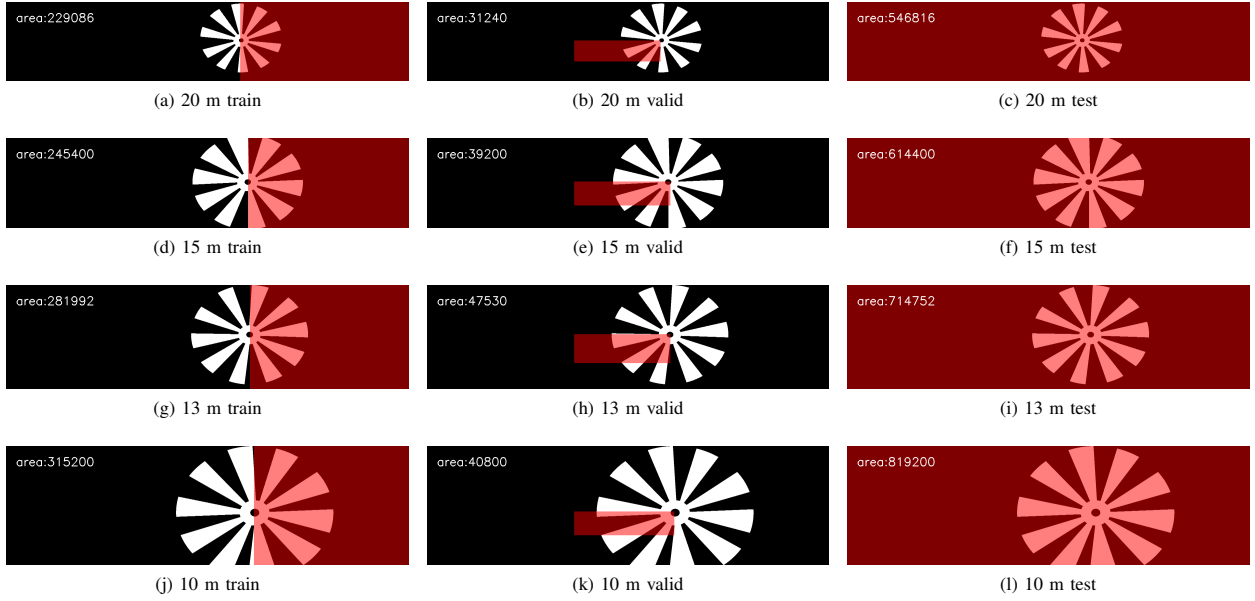 area:229086
area:31240
area:546816
(a) 20 m train
(b) 20 m valid
(c) 20 m test
area:245400
area:39200
area:614400
(d) 15 m train
(e) 15 m valid
(f) 15 m test
area:281992
area:47530
area:714752
(g) 13 m train
(h) 13 m valid
(i) 13 m test
area:315200
area:40800
area:819200
(j) 10 m train
(k) 10 m valid
(l) 10 m test